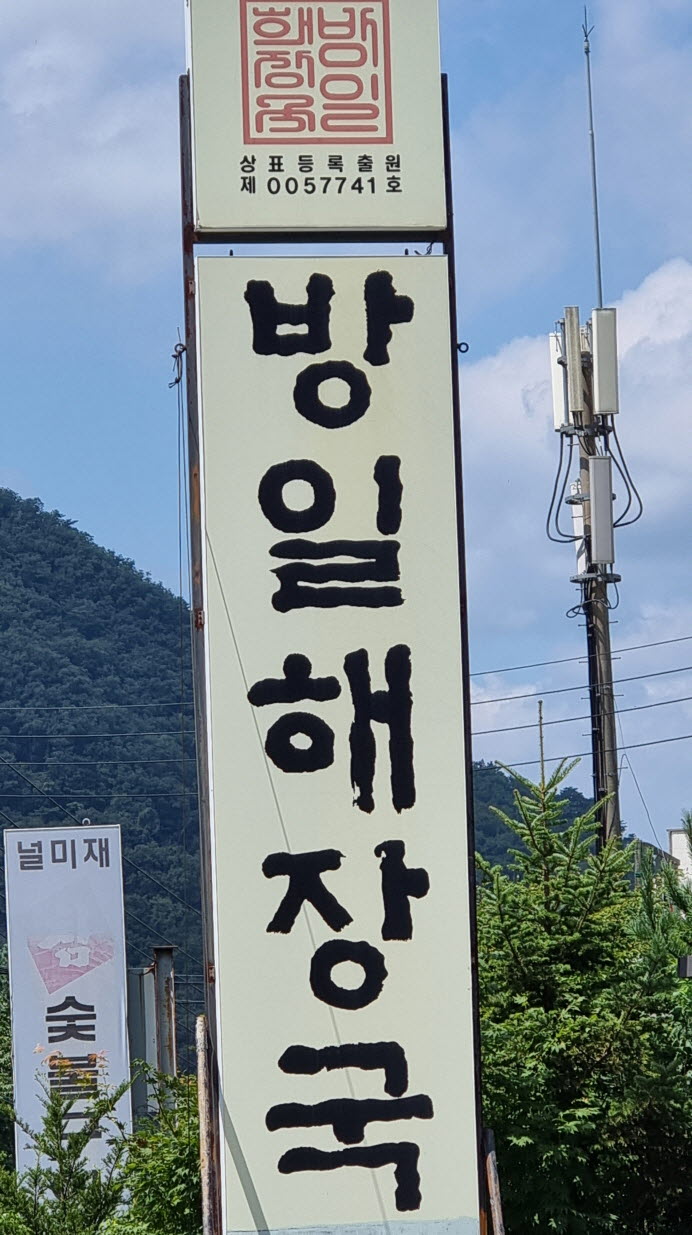 방일
해장국
상표등록출원
제 0057741 호
방일해장국
널미재
숯불